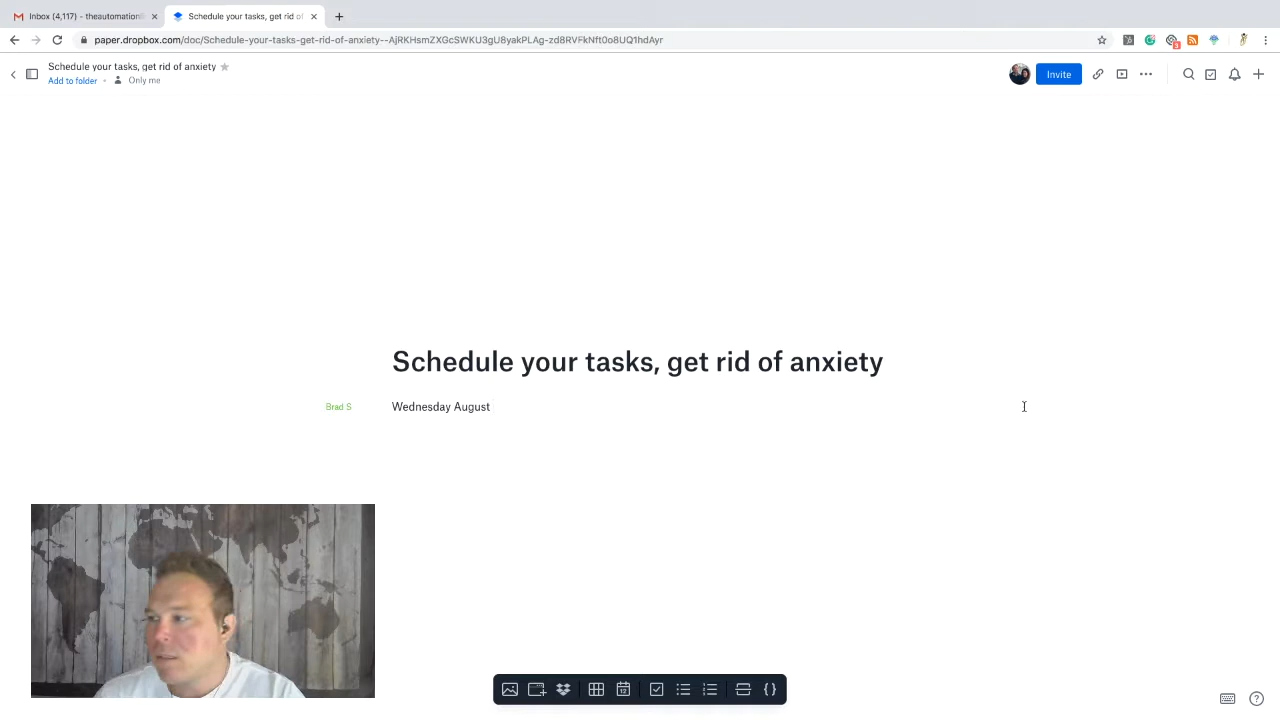 Inbox (4,117) - theautomation
Schedule your tasks, get rid of
paper.dropbox.com/doc/Schedule-your-tasks-get-rid-of-anxiety--AjRKHsmZXGcSWKU3gU8yakPLAg-zd8RVFkNft0o8UQ1hdAyr
Schedule your tasks, get rid of anxiety
Add to folder
Only me
Invite
Schedule your tasks, get rid of anxiety
Brad S
Wednesday August
12